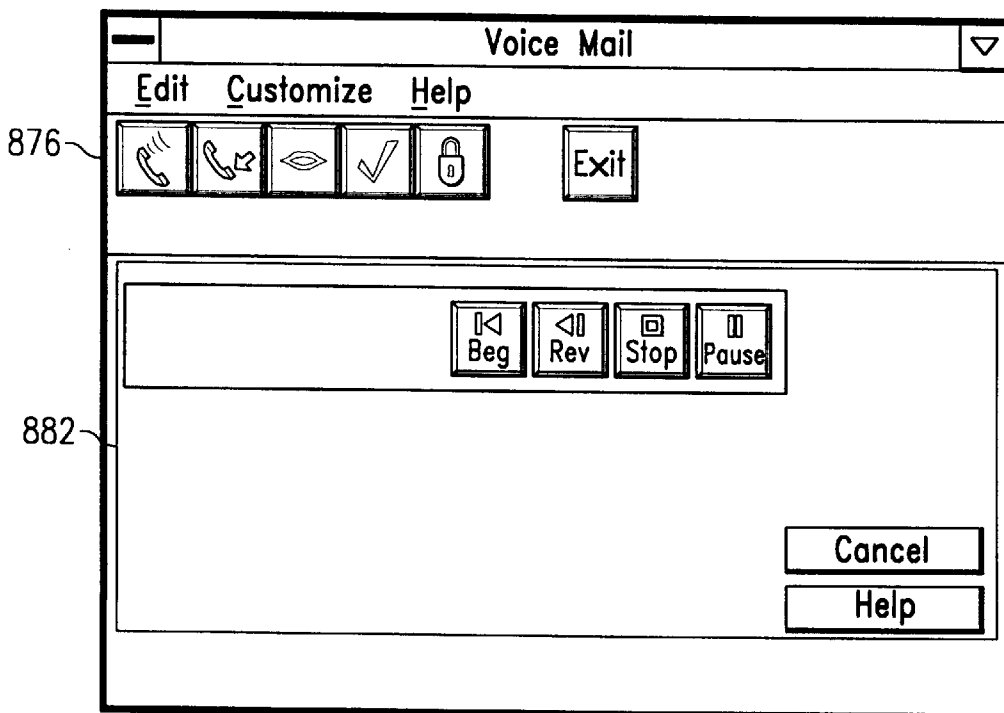 Voice Mail
Edit Customize Help
876
Exit
Beg Rev Stop Pause
882
Cancel
Help